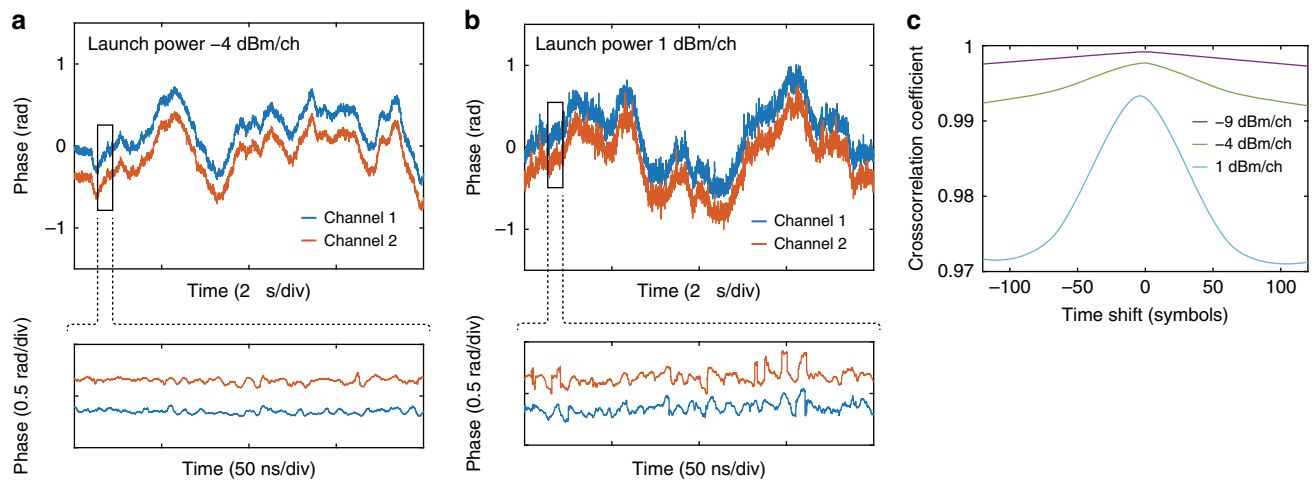 a
Launch power −4 dBm/ch
1
0
−1
Phase (rad)
Channel 1
Channel 2
Time (2 s/div)
Phase (0.5 rad/div)
Time (50 ns/div)
b
Launch power 1 dBm/ch
1
0
−1
Phase (rad)
Channel 1
Channel 2
Time (2 s/div)
Phase (0.5 rad/div)
Time (50 ns/div)
c
Crosscorrelation coefficient
1
0.99
0.98
0.97
−9 dBm/ch
−4 dBm/ch
1 dBm/ch
−100
−50
0
50
100
Time shift (symbols)